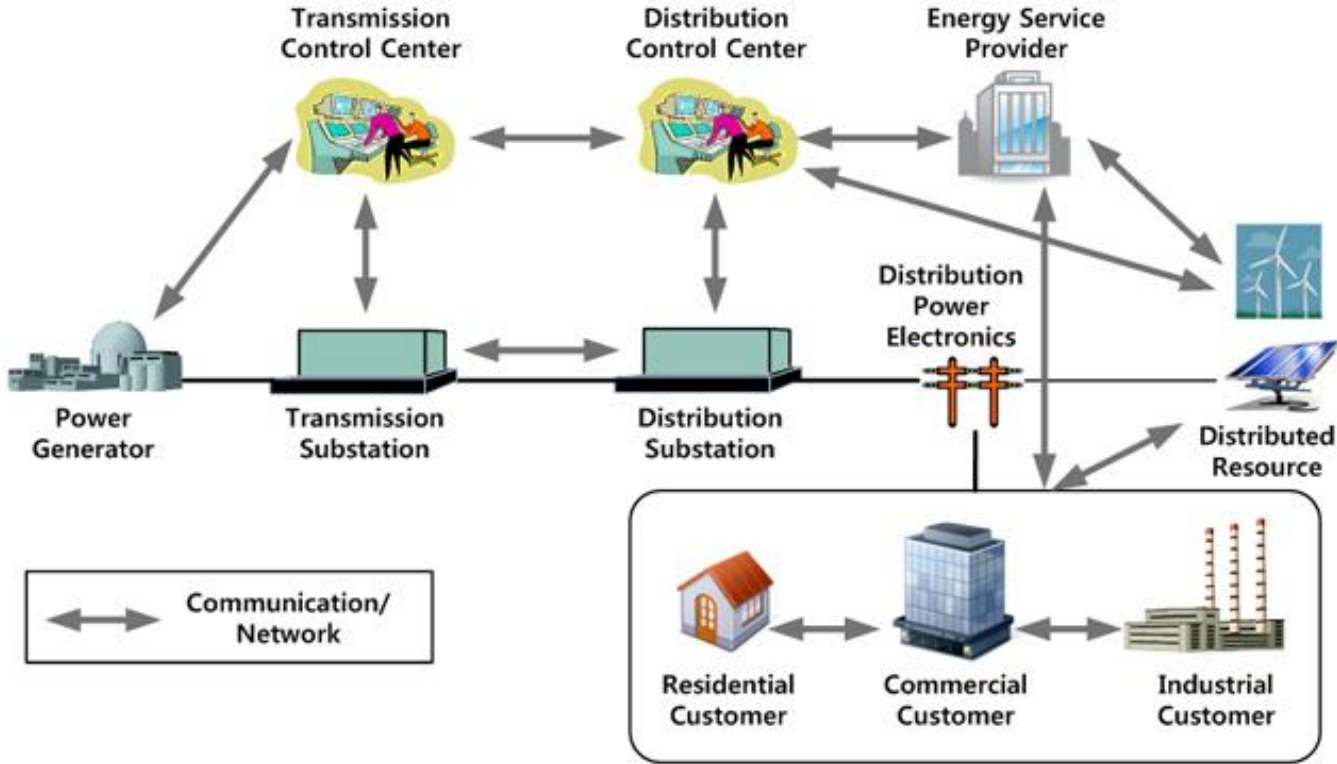 Transmission
Control Center
Distribution
Control Center
Energy Service
Provider
Distribution
Power
Electronics
Power
Generator
Transmission
Substation
Distribution
Substation
Distributed
Resource
Communication/
Network
Residential
Customer
Commercial
Customer
Industrial
Customer